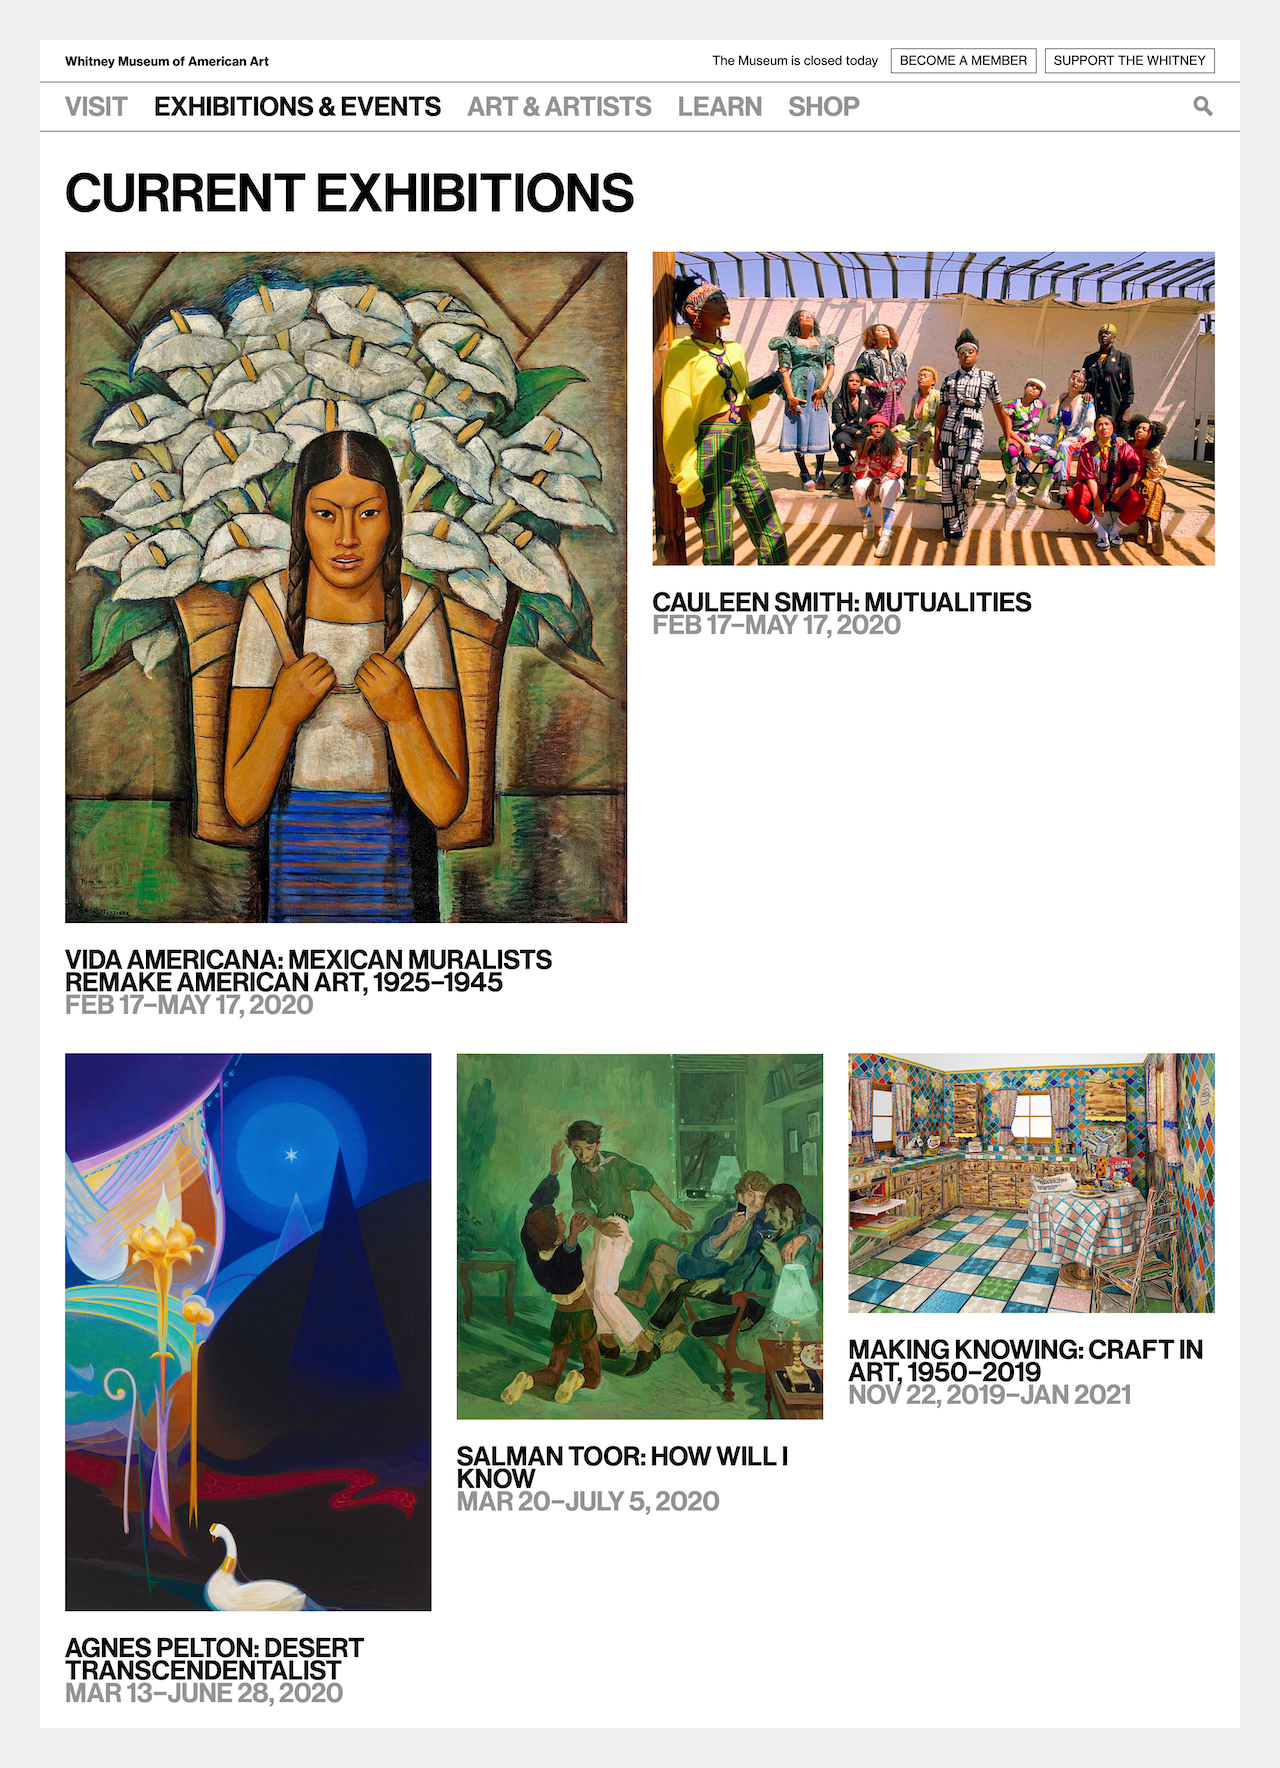 Whitney Museum of American Art
The Museum is closed today
BECOME A MEMBER
SUPPORT THE WHITNEY
VISIT
EXHIBITIONS & EVENTS
ART & ARTISTS
LEARN
SHOP
CURRENT EXHIBITIONS
CAULEEN SMITH: MUTUALITIES
FEB 17–MAY 17, 2020
VIDA AMERICANA: MEXICAN MURALISTS
REMAKE AMERICAN ART, 1925–1945
FEB 17–MAY 17, 2020
AGNES PELTON: DESERT
TRANSCENDENTALIST
MAR 13–JUNE 28, 2020
SALMAN TOOR: HOW WILL I
KNOW
MAR 20–JULY 5, 2020
MAKING KNOWING: CRAFT IN
ART, 1950–2019
NOV 22, 2019–JAN 2021